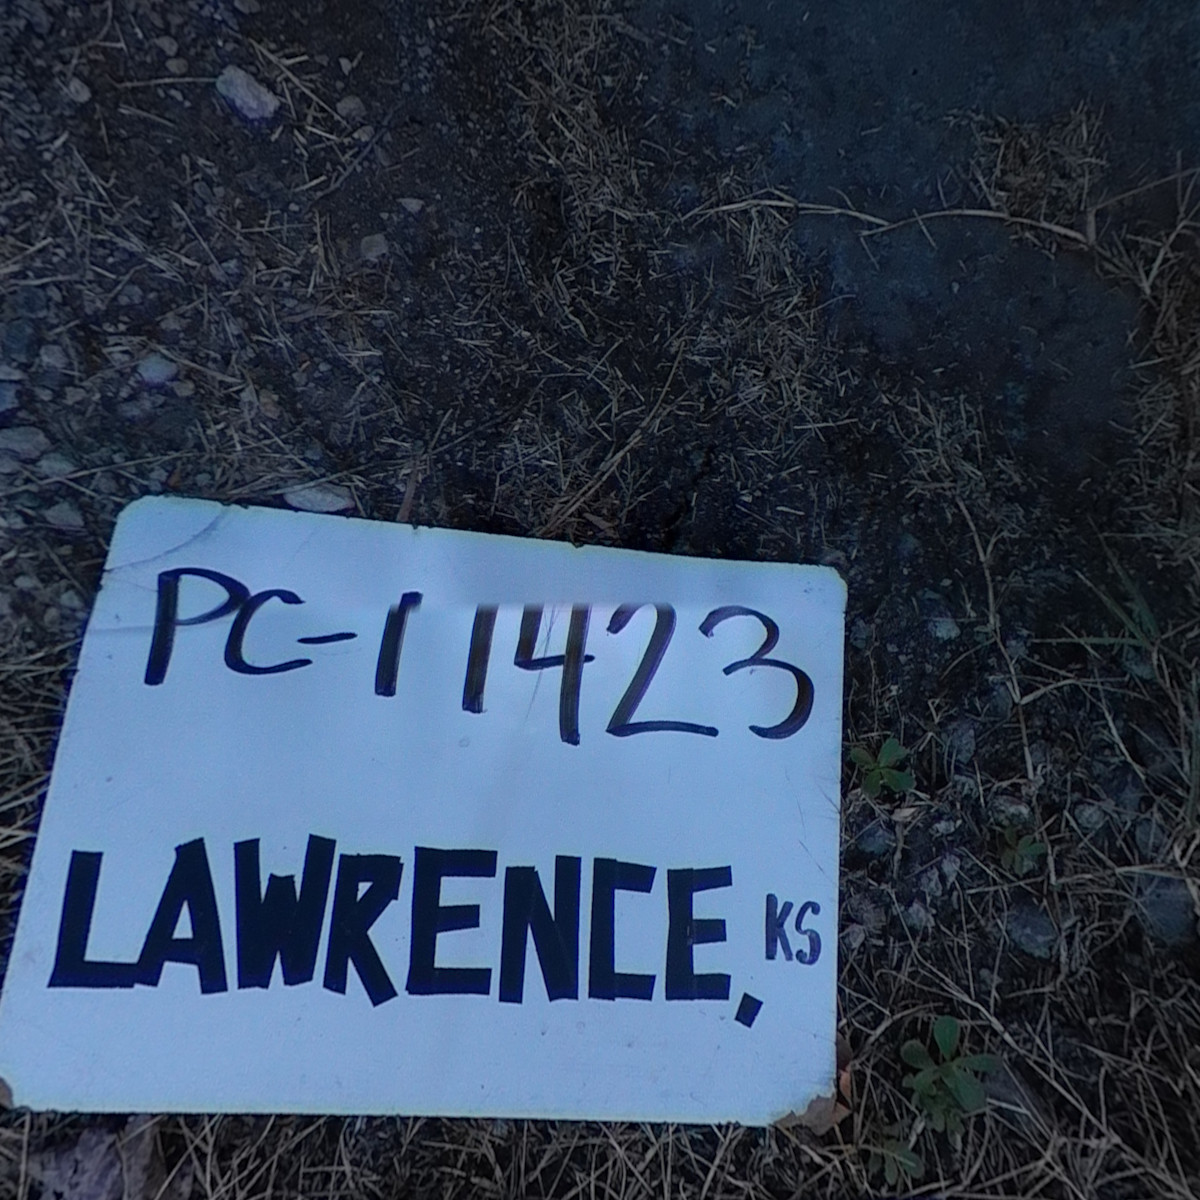 PC-11423
LAWRENCE, KS